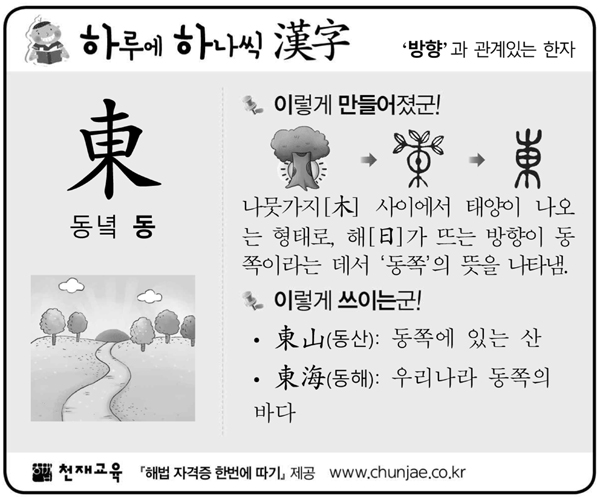 하루에 하나씩 漢字
‘방향’과 관계있는 한자
東
동녘 동
이렇게 만들어졌군!
나뭇가지[木] 사이에서 태양이 나오
는 형태로, 해[日]가 뜨는 방향이 동
쪽이라는 데서 ‘동쪽’의 뜻을 나타냄.
이렇게 쓰이는군!
• 東山(동산): 동쪽에 있는 산
• 東海(동해): 우리나라 동쪽의
바다
천재교육 『해법 자격증 한번에 따기』 제공 www.chunjae.co.kr